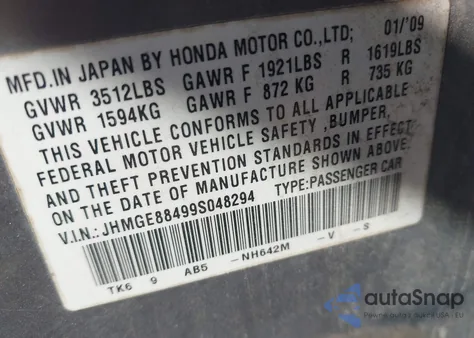 MFD.IN JAPAN BY HONDA MOTOR CO.,LTD; 01/'09
GVWR 3512LBS GAWR F 1921LBS R 1619LBS
GVWR 1594KG GAWR F 872 KG R 735 KG
THIS VEHICLE CONFORMS TO ALL APPLICABLE
FEDERAL MOTOR VEHICLE SAFETY ,BUMPER,
AND THEFT PREVENTION STANDARDS IN EFFECT
ON THE DATE OF MANUFACTURE SHOWN ABOVE.
V.I.N.: JHMGE88499S048294 TYPE:PASSENGER CAR
TK6 9 AB5 -NH642M -V -S
autoSnap